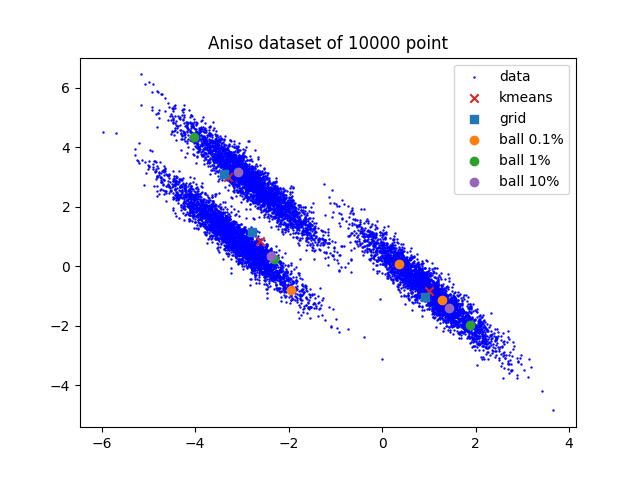 Aniso dataset of 10000 point
data
kmeans
grid
ball 0.1%
ball 1%
ball 10%
6
4
2
0
−2
−4
−6 −4 −2 0 2 4